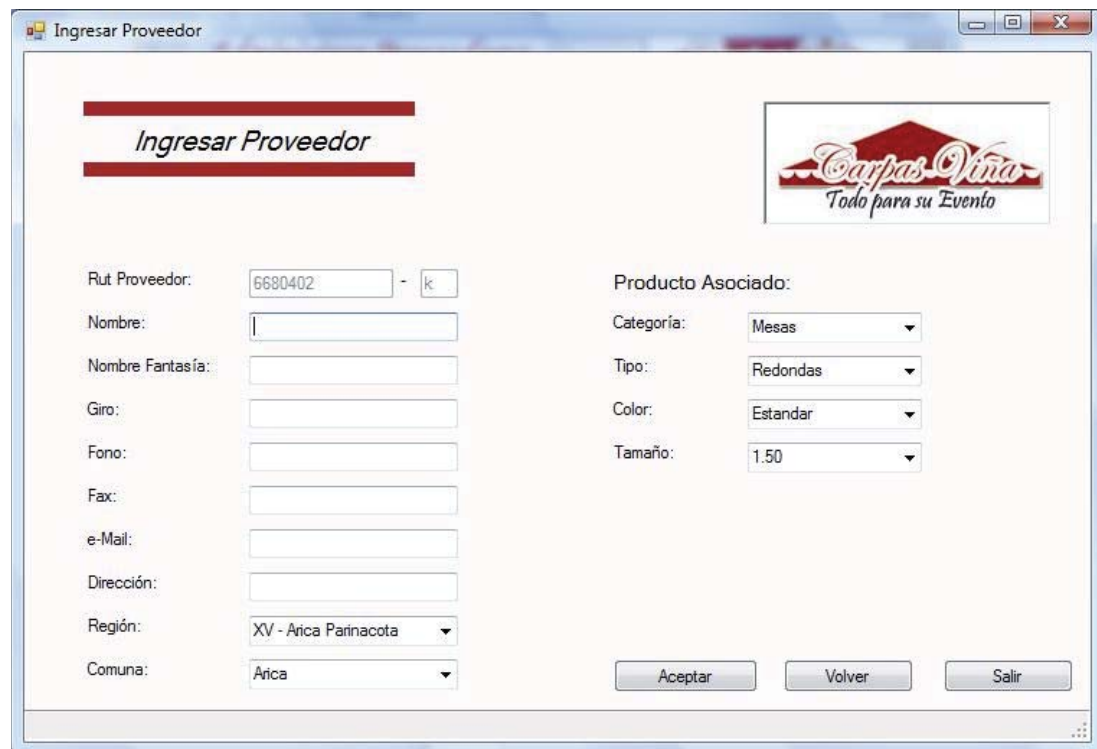 Ingresar Proveedor
Ingresar Proveedor
Carpas Viña
Todo para su Evento
Rut Proveedor: 6680402 - k
Nombre:
Nombre Fantasía:
Giro:
Fono:
Fax:
e-Mail:
Dirección:
Región: XV - Arica Parinacota
Comuna: Arica
Producto Asociado:
Categoría: Mesas
Tipo: Redondas
Color: Estandar
Tamaño: 1.50
Aceptar Volver Salir